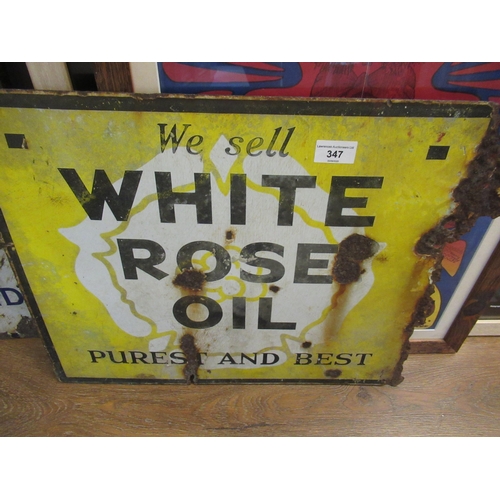 We sell
347
WHITE
ROSE
OIL
PUREST AND BEST
D